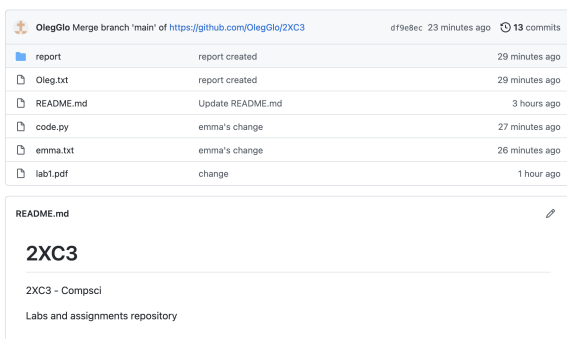 OlegGlo Merge branch 'main' of https://github.com/OlegGlo/2XC3 df9e8ec 23 minutes ago 13 commits
report report created 29 minutes ago
Oleg.txt report created 29 minutes ago
README.md Update README.md 3 hours ago
code.py emma's change 27 minutes ago
emma.txt emma's change 26 minutes ago
lab1.pdf change 1 hour ago
README.md
2XC3
2XC3 - Compsci
Labs and assignments repository